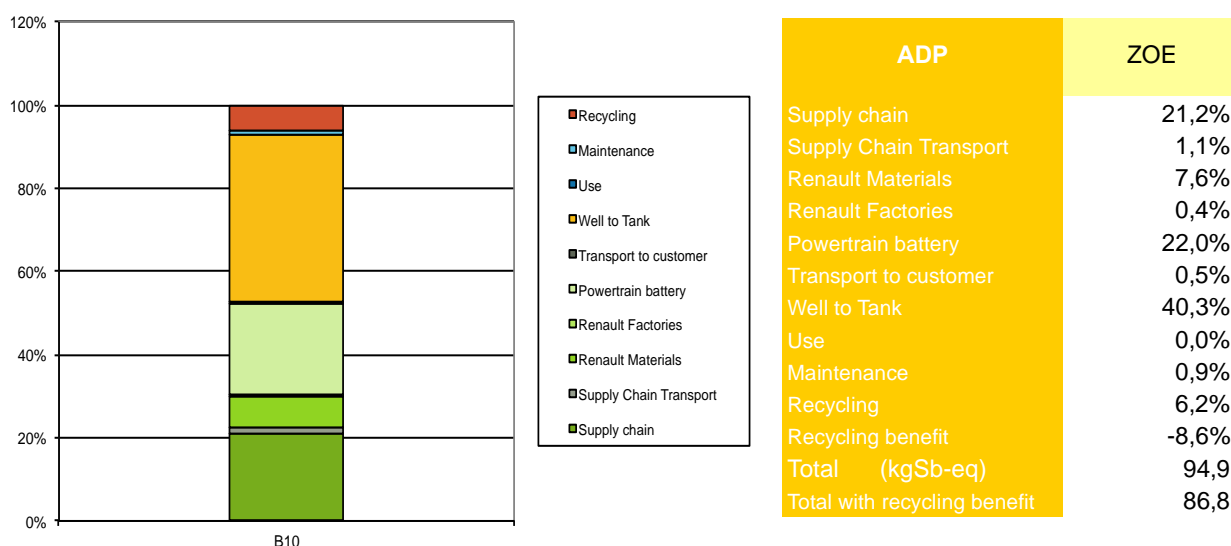 120%
100%
80%
60%
40%
20%
0%
B10
Recycling
Maintenance
Use
Well to Tank
Transport to customer
Powertrain battery
Renault Factories
Renault Materials
Supply Chain Transport
Supply chain
ADP ZOE
Supply chain 21,2%
Supply Chain Transport 1,1%
Renault Materials 7,6%
Renault Factories 0,4%
Powertrain battery 22,0%
Transport to customer 0,5%
Well to Tank 40,3%
Use 0,0%
Maintenance 0,9%
Recycling 6,2%
Recycling benefit -8,6%
Total (kgSb-eq) 94,9
Total with recycling benefit 86,8